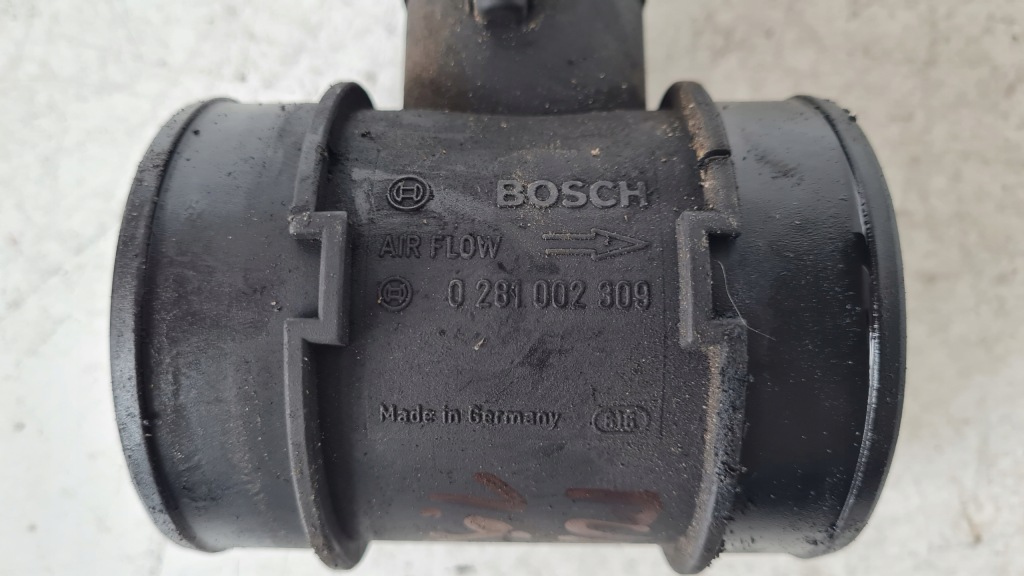 BOSCH
AIR FLOW
0 281 002 309
Made in Germany